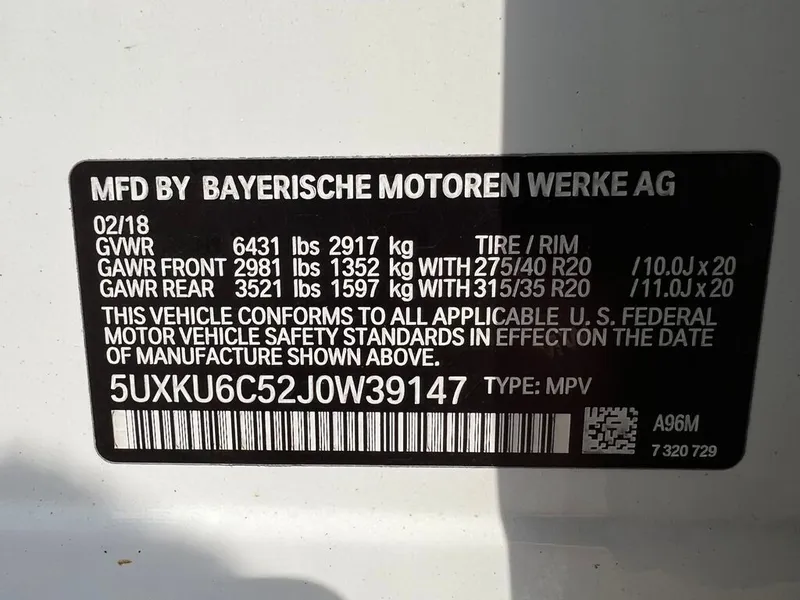 MFD BY BAYERISCHE MOTOREN WERKE AG
02/18
GVWR 6431 lbs 2917 kg TIRE / RIM
GAWR FRONT 2981 lbs 1352 kg WITH 275/40 R20 /10.0J x 20
GAWR REAR 3521 lbs 1597 kg WITH 315/35 R20 /11.0J x 20
THIS VEHICLE CONFORMS TO ALL APPLICABLE U. S. FEDERAL
MOTOR VEHICLE SAFETY STANDARDS IN EFFECT ON THE DATE
OF MANUFACTURE SHOWN ABOVE.
5UXKU6C52J0W39147 TYPE: MPV
A96M
7 320 729